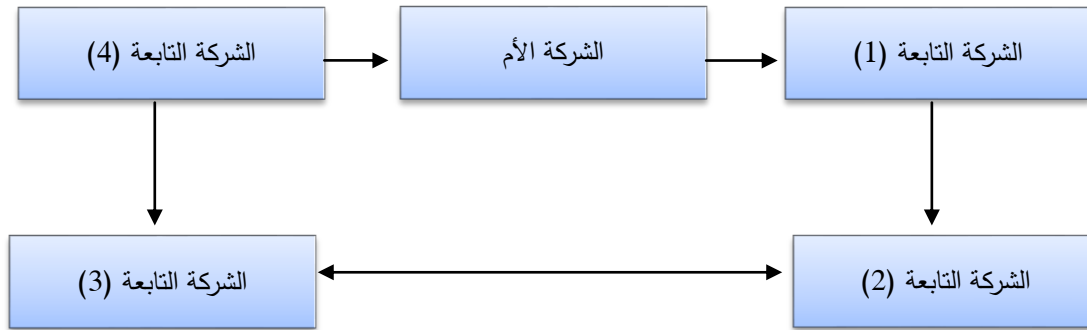 الشركة التابعة (1)
الشركة الأم
الشركة التابعة (4)
الشركة التابعة (2)
الشركة التابعة (3)